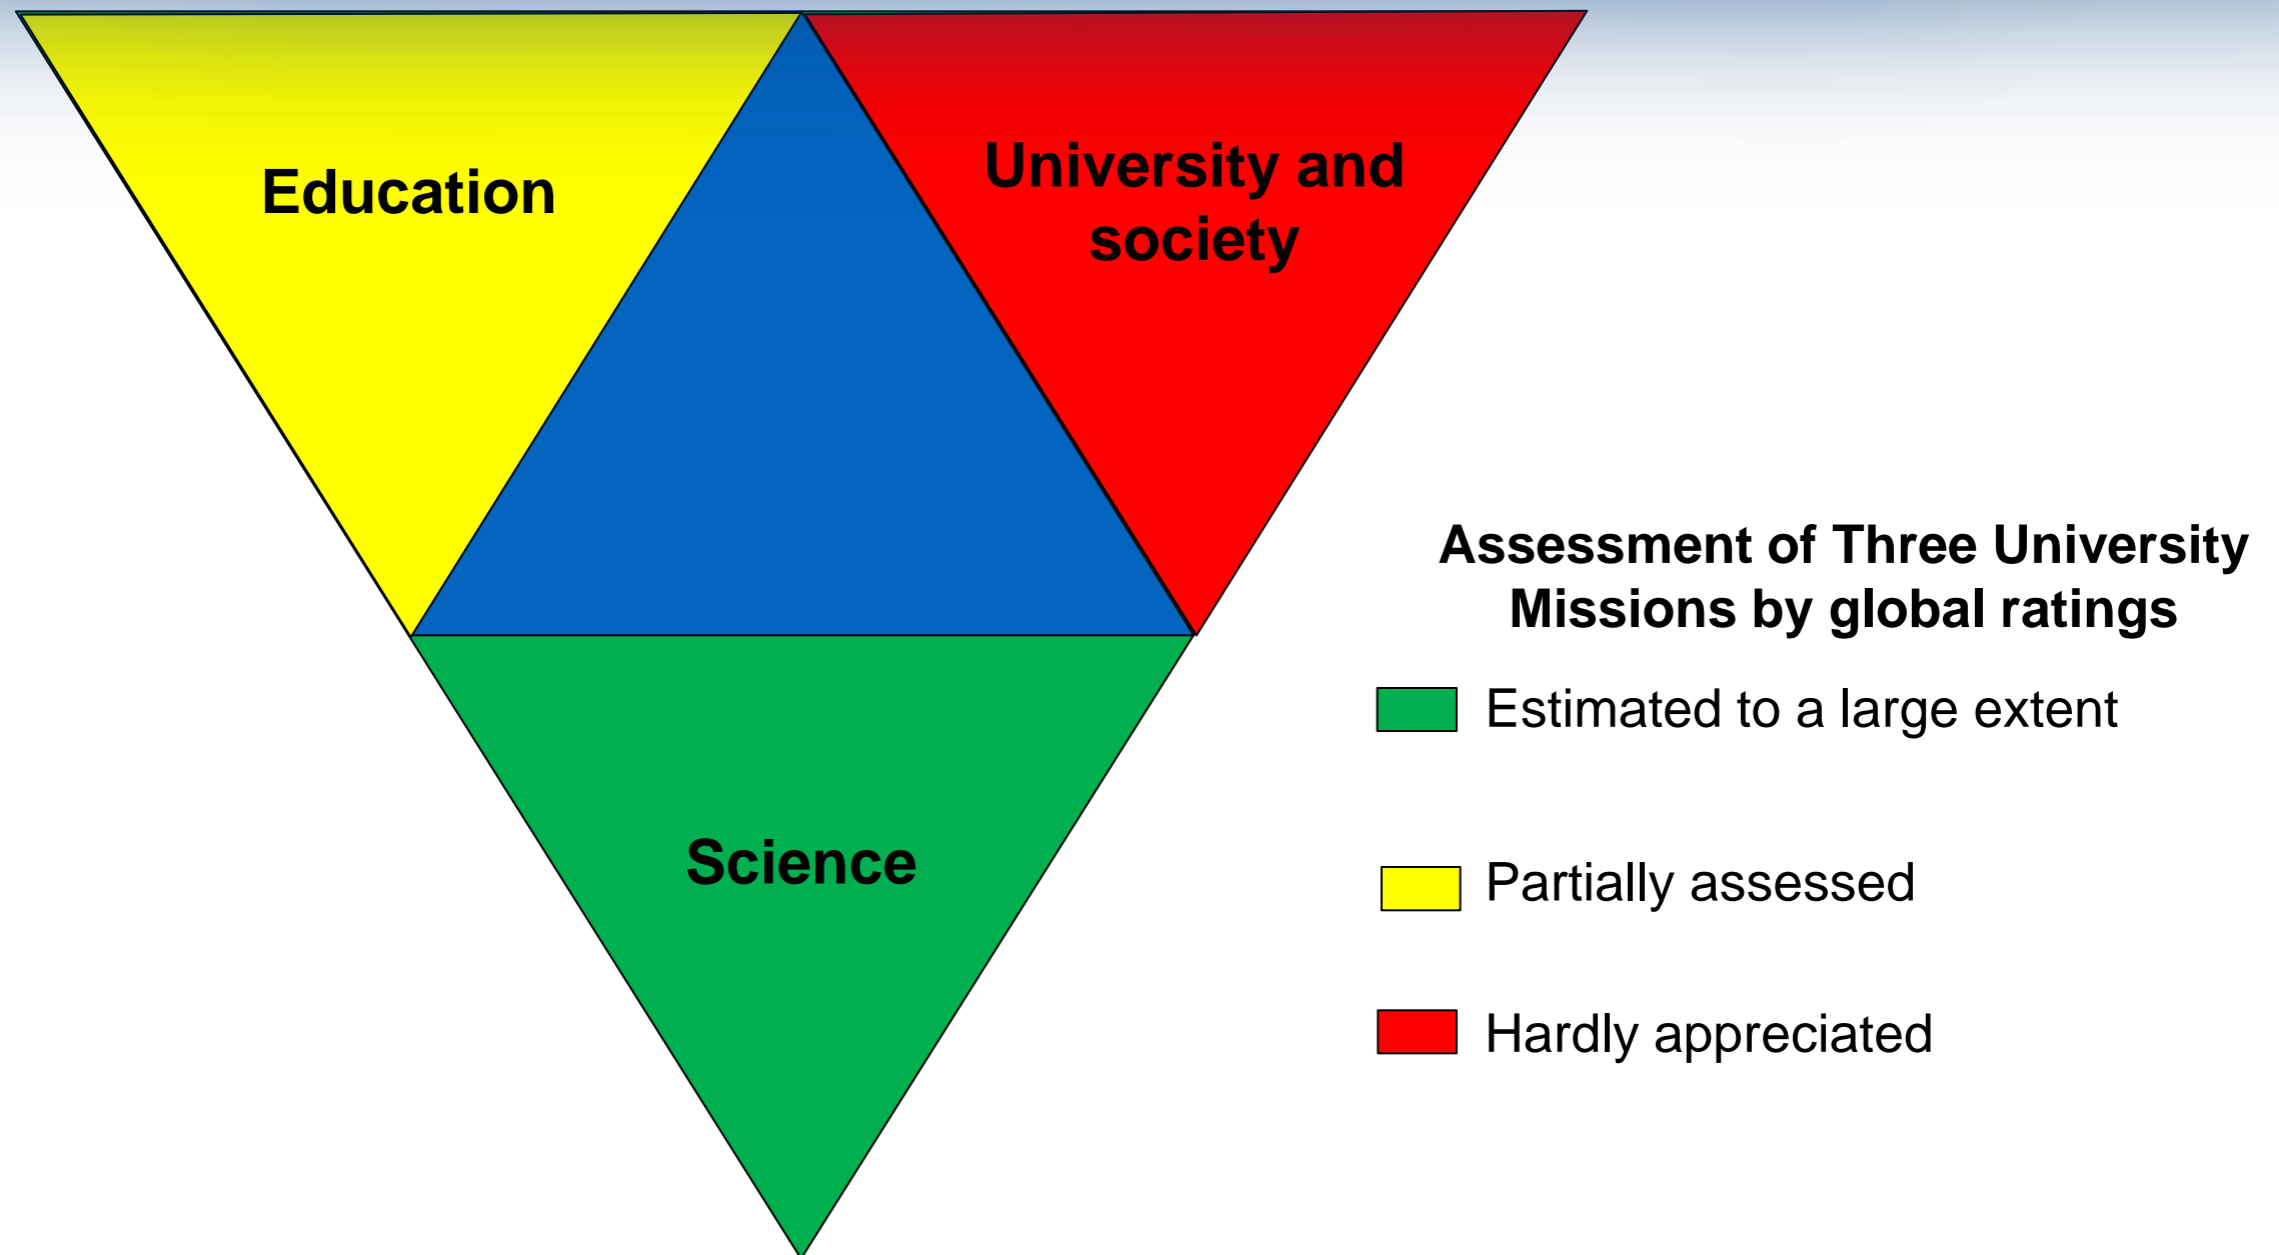 Education
University and
society
Science
Assessment of Three University
Missions by global ratings
Estimated to a large extent
Partially assessed
Hardly appreciated